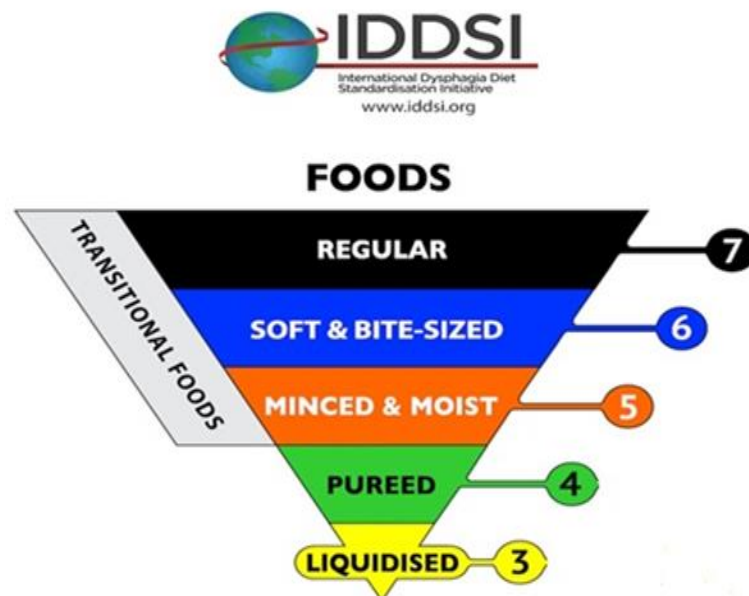 IDDSI
International Dysphagia Diet
Standardisation Initiative
www.iddsi.org
FOODS
TRANSITIONAL FOODS
REGULAR
7
SOFT & BITE-SIZED
6
MINCED & MOIST
5
PUREED
4
LIQUIDISED
3